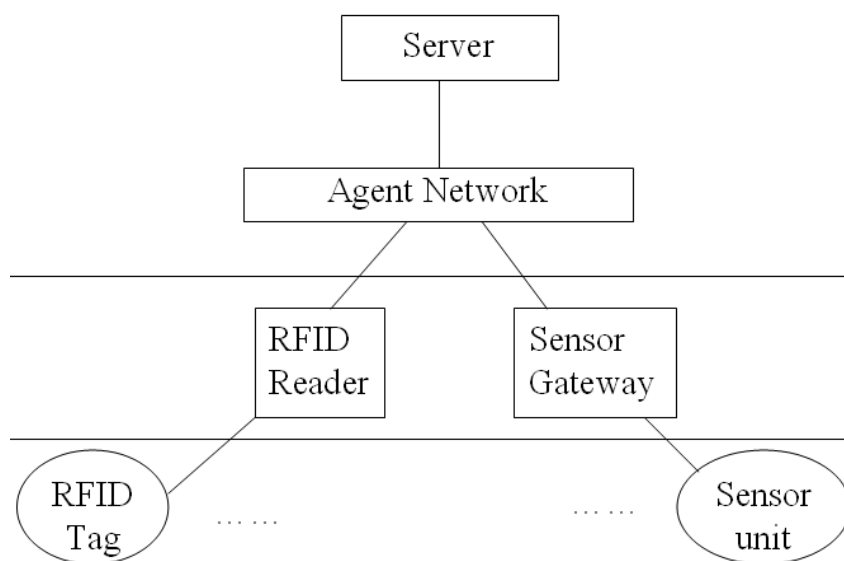 Server
Agent Network
RFID
Reader
Sensor
Gateway
RFID
Tag
... ...
... ...
Sensor
unit